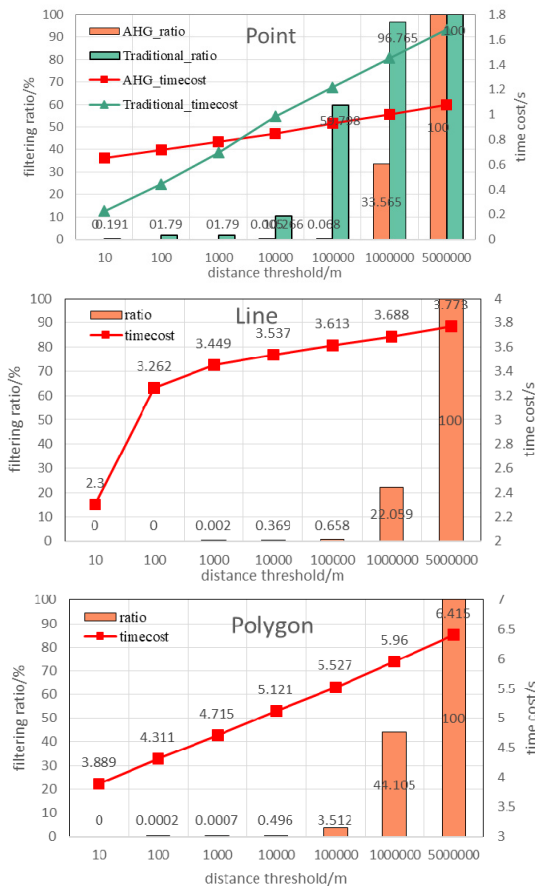 Point
AHG_ratio
Traditional_ratio
AHG_timecost
Traditional_timecost
filtering ratio/%
time cost/s
100 90 80 70 60 50 40 30 20 10 0
1.8 1.6 1.4 1.2 1 0.8 0.6 0.4 0.2 0
96.765
100
100
33.565
0 0.191 0 1.79 0 1.79 0.005 0.068
10 100 1000 10000 100000 1000000 5000000
distance threshold/m
Line
ratio
timecost
filtering ratio/%
time cost/s
100 90 80 70 60 50 40 30 20 10 0
4 3.8 3.6 3.4 3.2 3 2.8 2.6 2.4 2.2 2
2.3 3.262 3.449 3.537 3.613 3.688 3.773
0 0 0.002 0.369 0.658 22.059 100
10 100 1000 10000 100000 1000000 5000000
distance threshold/m
Polygon
ratio
timecost
filtering ratio/%
time cost/s
100 90 80 70 60 50 40 30 20 10 0
7 6.5 6 5.5 5 4.5 4 3.5 3
3.889 4.311 4.715 5.121 5.527 5.96 6.415
0 0.0002 0.0007 0.496 3.512 44.105 100
10 100 1000 10000 100000 1000000 5000000
distance threshold/m